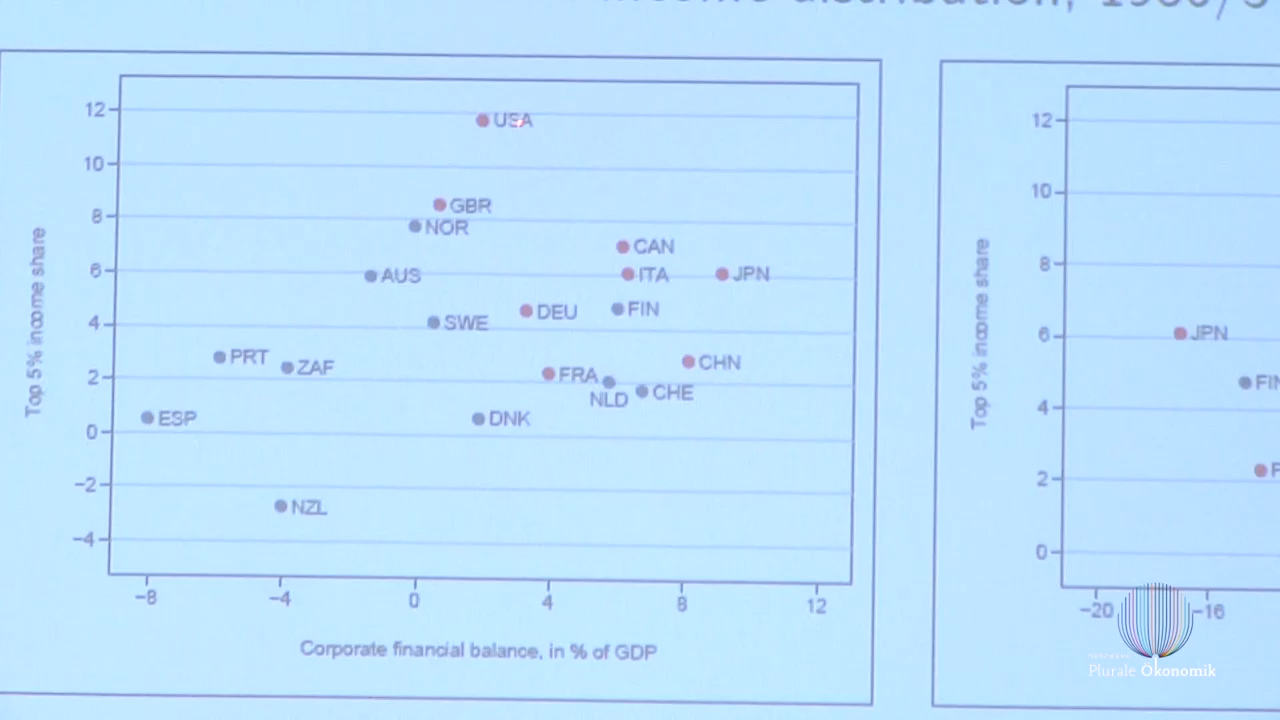 distribution,
12
10
8
6
4
2
0
−2
−4
Top 5% income share
USA
GBR
NOR
CAN
AUS
ITA
JPN
DEU
FIN
SWE
PRT
ZAF
FRA
CHN
NLD
CHE
ESP
DNK
NZL
−8
−4
0
4
8
12
Corporate financial balance, in % of GDP
12
10
8
6
4
2
0
Top 5% income share
JPN
−20
−16
Plurale Ökonomik